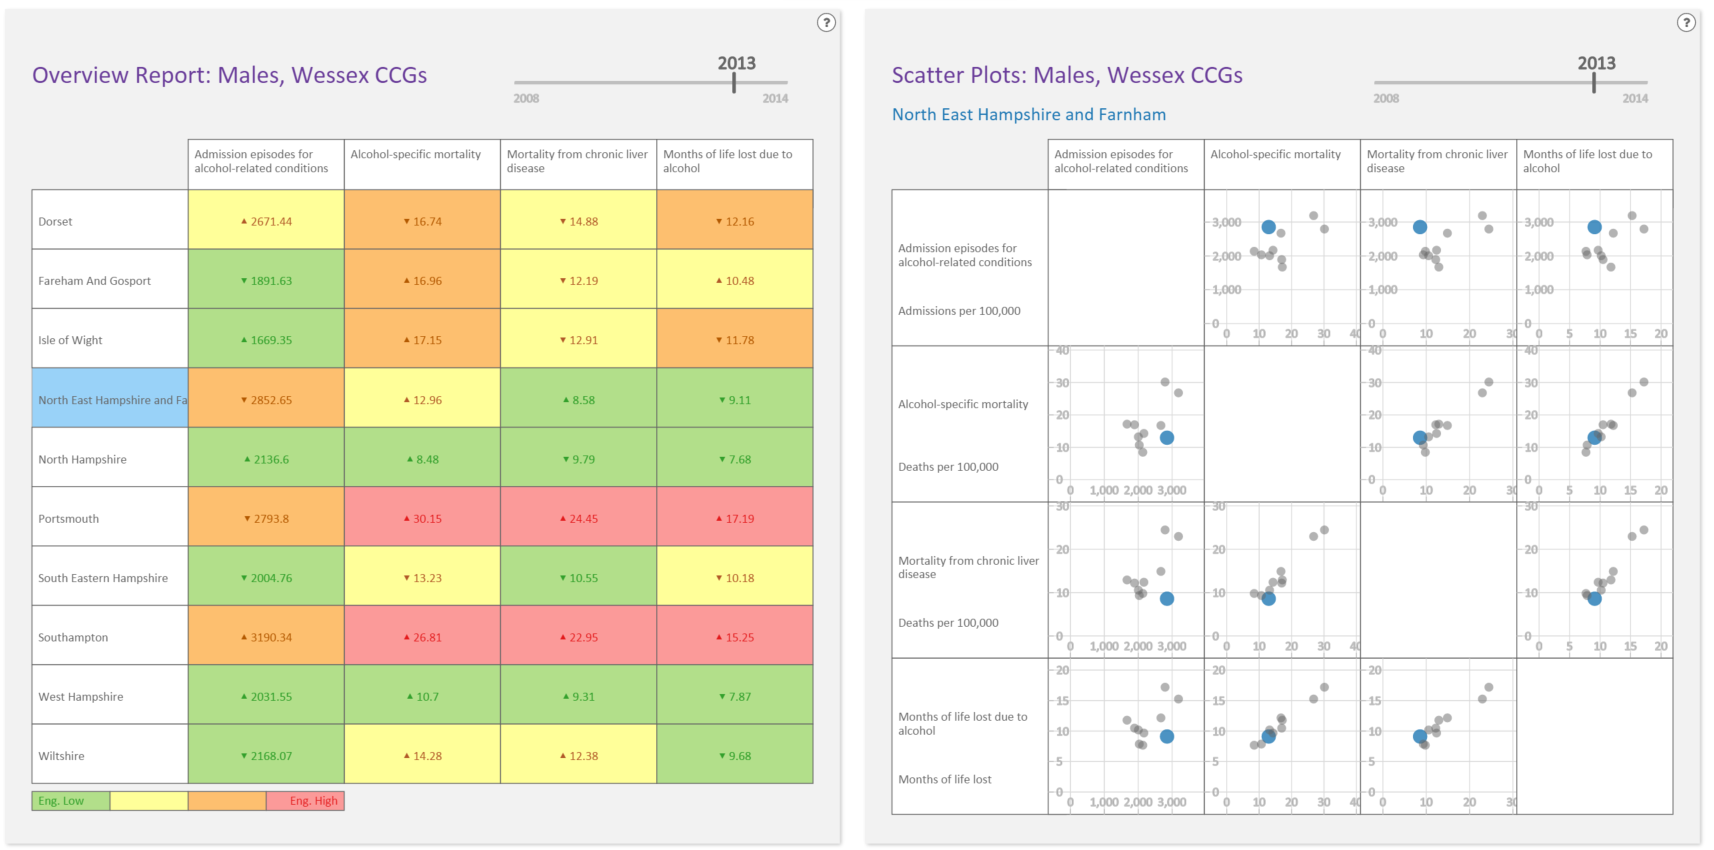 ?
Overview Report: Males, Wessex CCGs
2013
2008
2014
Admission episodes for
alcohol-related conditions
Alcohol-specific mortality
Mortality from chronic liver
disease
Months of life lost due to
alcohol
Dorset ▲ 2671.44 ▼ 16.74 ▼ 14.88 ▼ 12.16
Fareham And Gosport ▼ 1891.63 ▲ 16.96 ▼ 12.19 ▲ 10.48
Isle of Wight ▲ 1669.35 ▲ 17.15 ▼ 12.91 ▼ 11.78
North East Hampshire and Fa ▼ 2852.65 ▲ 12.96 ▲ 8.58 ▼ 9.11
North Hampshire ▲ 2136.6 ▲ 8.48 ▼ 9.79 ▼ 7.68
Portsmouth ▼ 2793.8 ▲ 30.15 ▲ 24.45 ▲ 17.19
South Eastern Hampshire ▼ 2004.76 ▼ 13.23 ▼ 10.55 ▼ 10.18
Southampton ▲ 3190.34 ▲ 26.81 ▲ 22.95 ▲ 15.25
West Hampshire ▲ 2031.55 ▲ 10.7 ▲ 9.31 ▼ 7.87
Wiltshire ▼ 2168.07 ▲ 14.28 ▲ 12.38 ▼ 9.68
Eng. Low Eng. High
?
Scatter Plots: Males, Wessex CCGs
2013
2008
2014
North East Hampshire and Farnham
Admission episodes for
alcohol-related conditions
Alcohol-specific mortality
Mortality from chronic liver
disease
Months of life lost due to
alcohol
Admission episodes for
alcohol-related conditions
Admissions per 100,000
3,000 3,000 3,000
2,000 2,000 2,000
1,000 1,000 1,000
0 0 0
0 10 20 30 40 0 10 20 30 0 5 10 15 20
Alcohol-specific mortality
Deaths per 100,000
40 40 40
30 30 30
20 20 20
10 10 10
0 0 0
0 1,000 2,000 3,000 0 10 20 30 0 5 10 15 20
Mortality from chronic liver
disease
Deaths per 100,000
30 30 30
20 20 20
10 10 10
0 0 0
0 1,000 2,000 3,000 0 10 20 30 40 0 5 10 15 20
Months of life lost due to
alcohol
Months of life lost
20 20 20
15 15 15
10 10 10
5 5 5
0 0 0
0 1,000 2,000 3,000 0 10 20 30 40 0 10 20 30